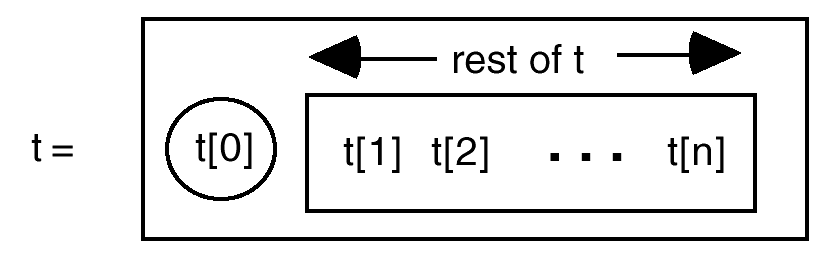 rest of t
t = t[0] t[1] t[2] . . . t[n]